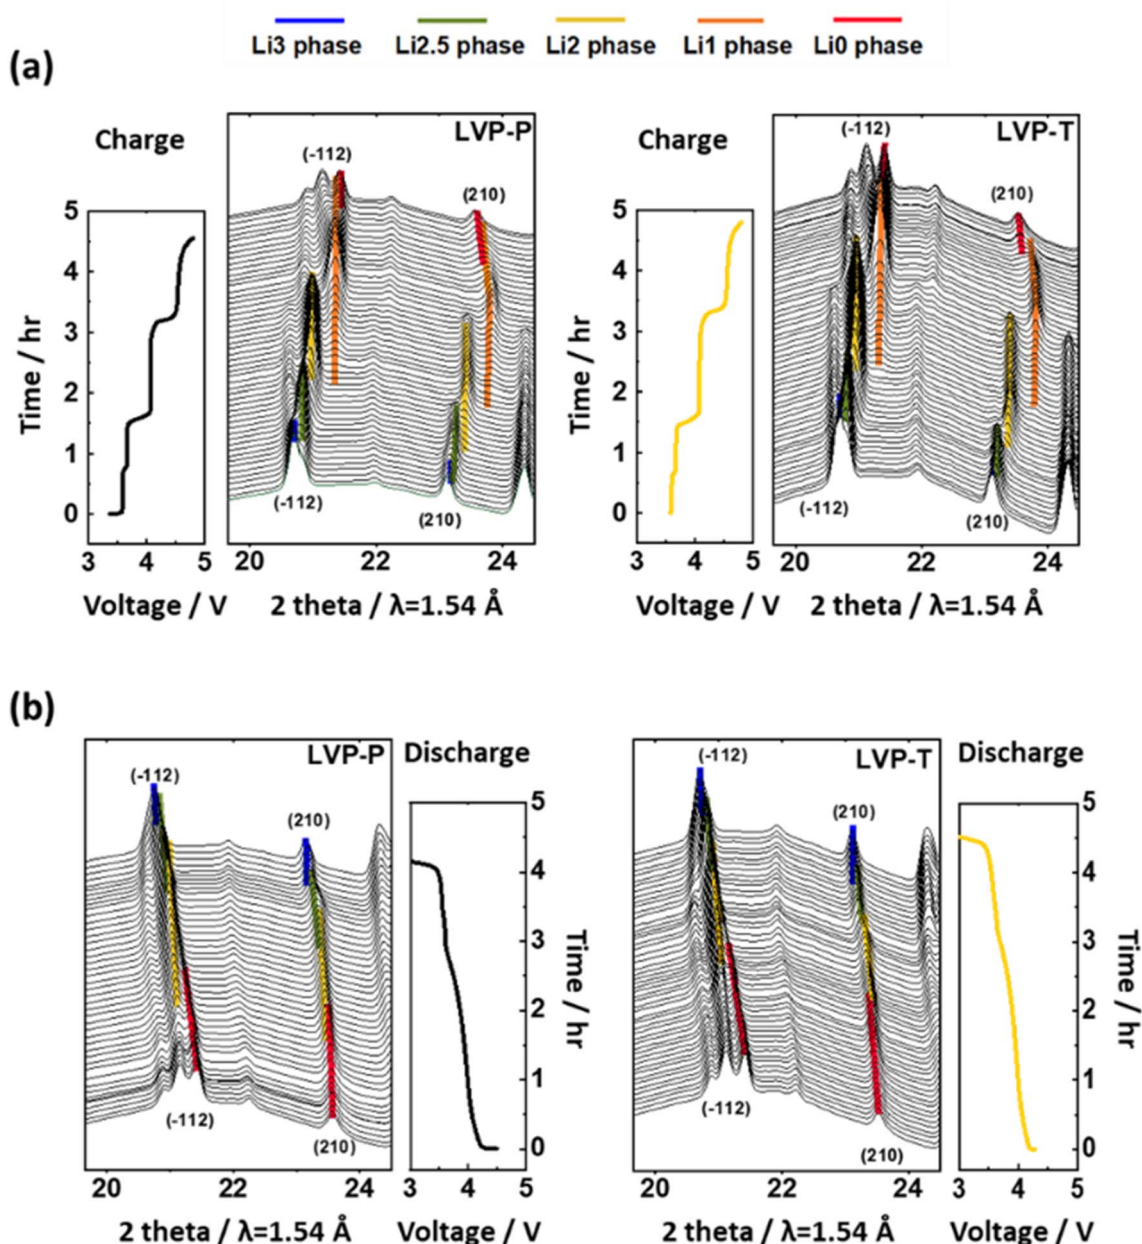 Li3 phase Li2.5 phase Li2 phase Li1 phase Li0 phase
(a)
Charge
LVP-P
(-112)
(210)
5
4
3
2
1
0
Time / hr
(-112)
(210)
3 4 5
20 22 24
Voltage / V
2 theta / λ=1.54 Å
Charge
LVP-T
(-112)
(210)
5
4
3
2
1
0
Time / hr
(-112)
(210)
3 4 5
20 22 24
Voltage / V
2 theta / λ=1.54 Å
(b)
LVP-P
Discharge
(-112)
(210)
5
4
3
2
1
0
Time / hr
(-112)
(210)
20 22 24
3 4 5
2 theta / λ=1.54 Å
Voltage / V
LVP-T
Discharge
(-112)
(210)
5
4
3
2
1
0
Time / hr
(-112)
(210)
20 22 24
3 4 5
2 theta / λ=1.54 Å
Voltage / V